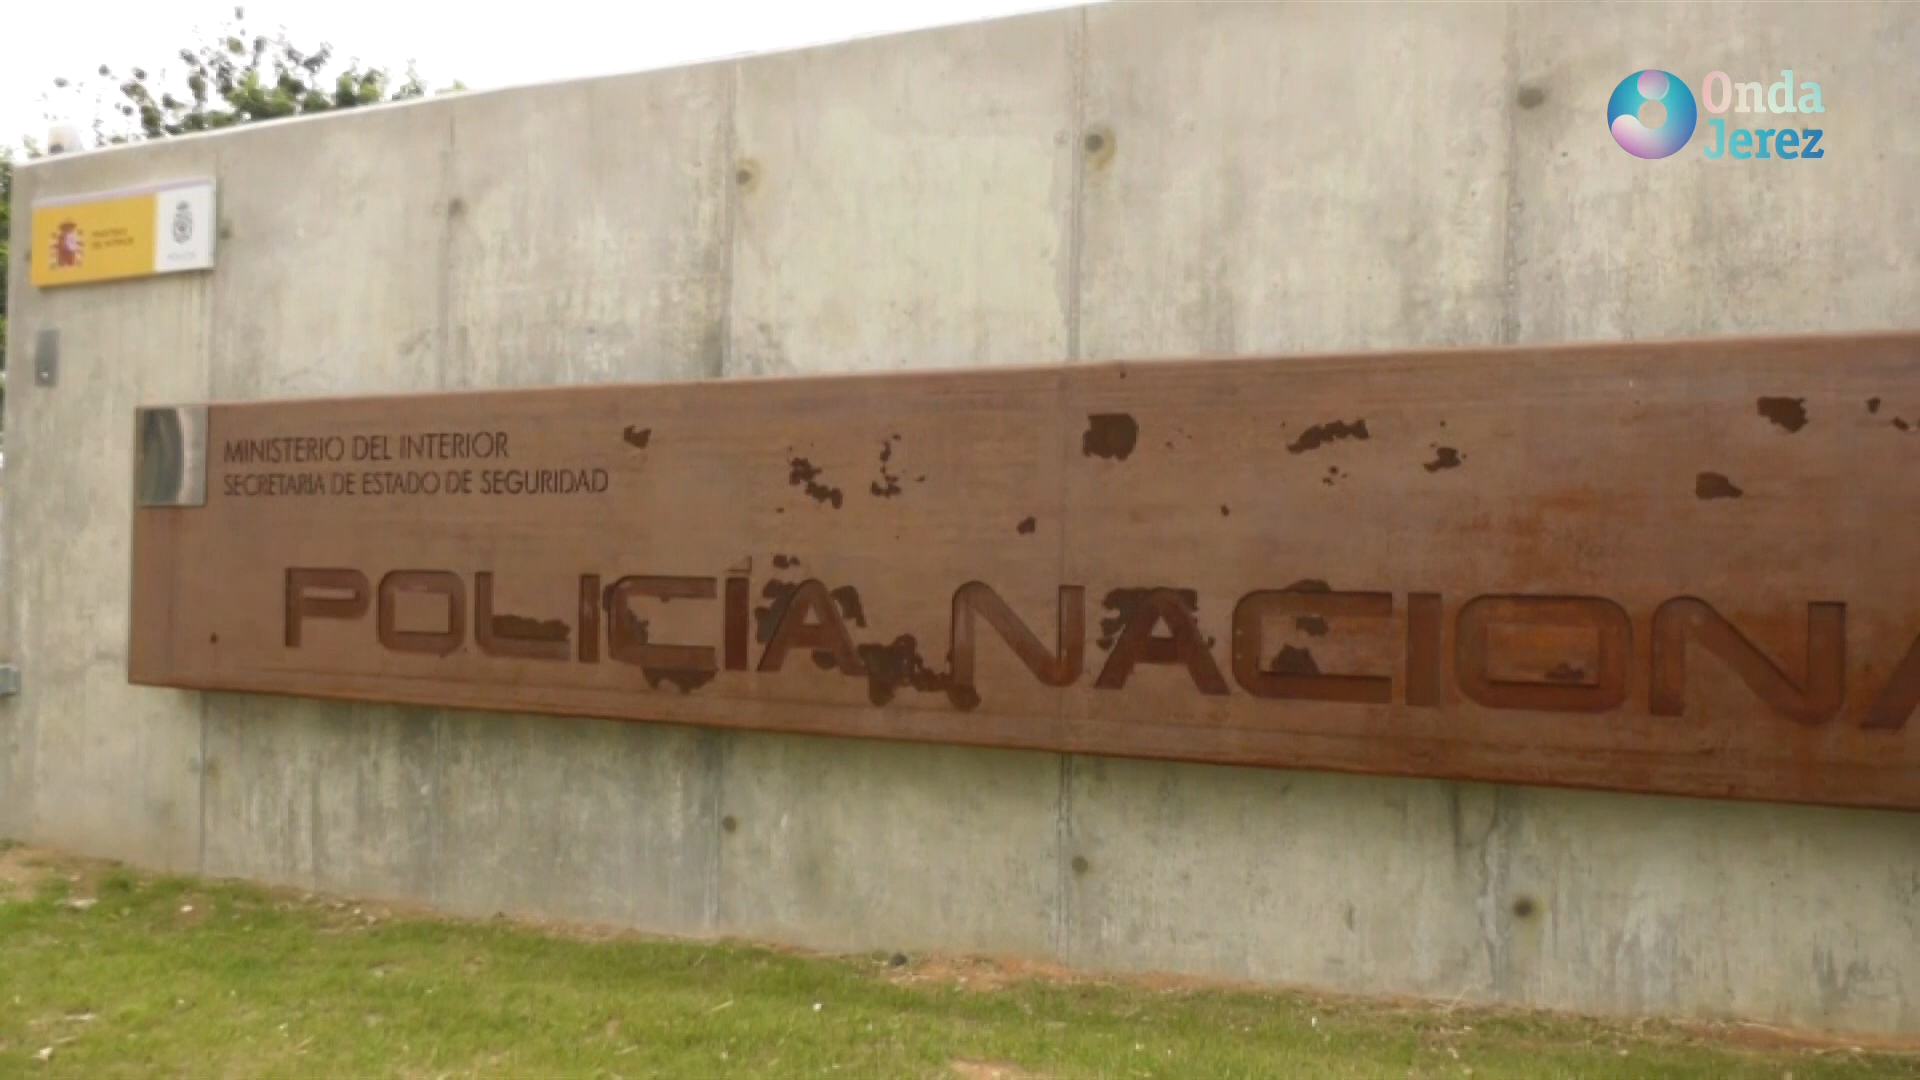 Onda
Jerez
MINISTERIO DEL INTERIOR
SECRETARIA DE ESTADO DE SEGURIDAD
POLICÍA NACIONA